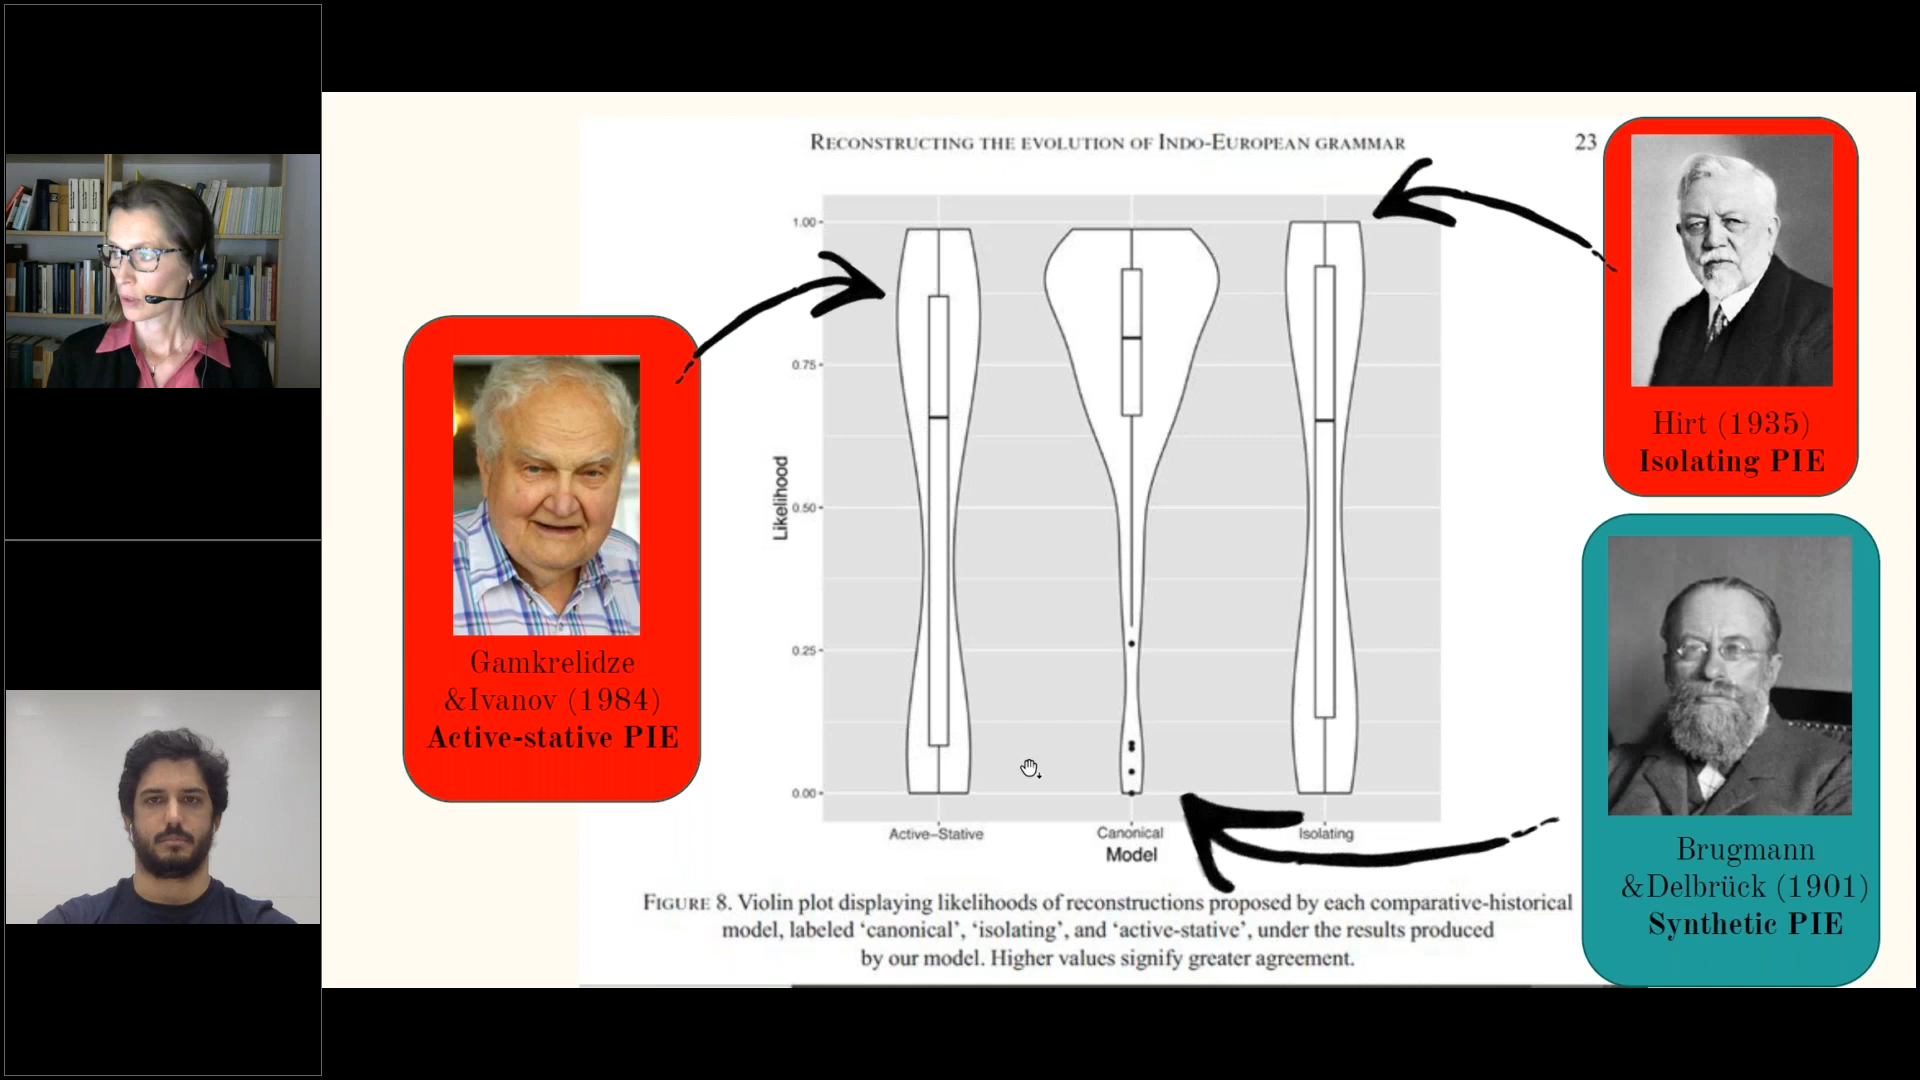 RECONSTRUCTING THE EVOLUTION OF INDO-EUROPEAN GRAMMAR 23
1.00
0.75
0.50
0.25
0.00
Likelihood
Active–Stative Canonical Isolating
Model
FIGURE 8. Violin plot displaying likelihoods of reconstructions proposed by each comparative-historical
model, labeled ‘canonical’, ‘isolating’, and ‘active-stative’, under the results produced
by our model. Higher values signify greater agreement.
Gamkrelidze
&Ivanov (1984)
Active-stative PIE
Hirt (1935)
Isolating PIE
Brugmann
&Delbrück (1901)
Synthetic PIE